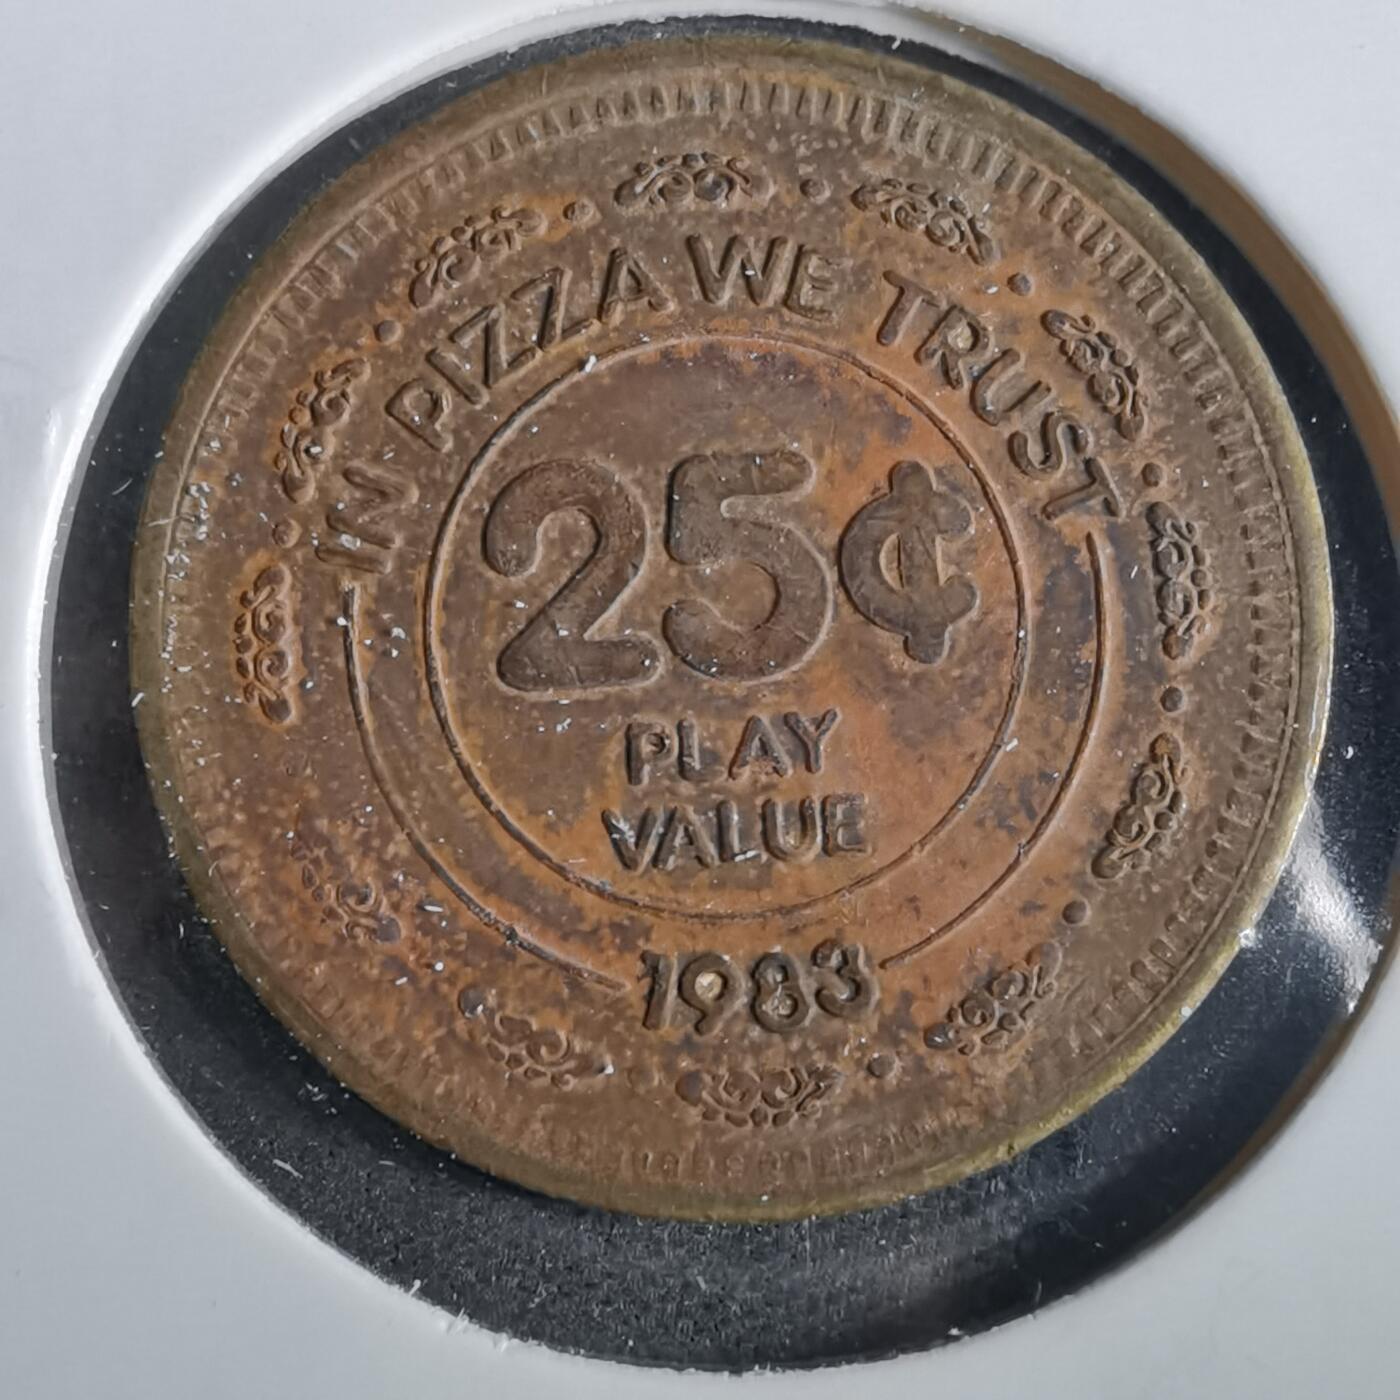 IN PIZZA WE TRUST
25¢
PLAY
VALUE
1983